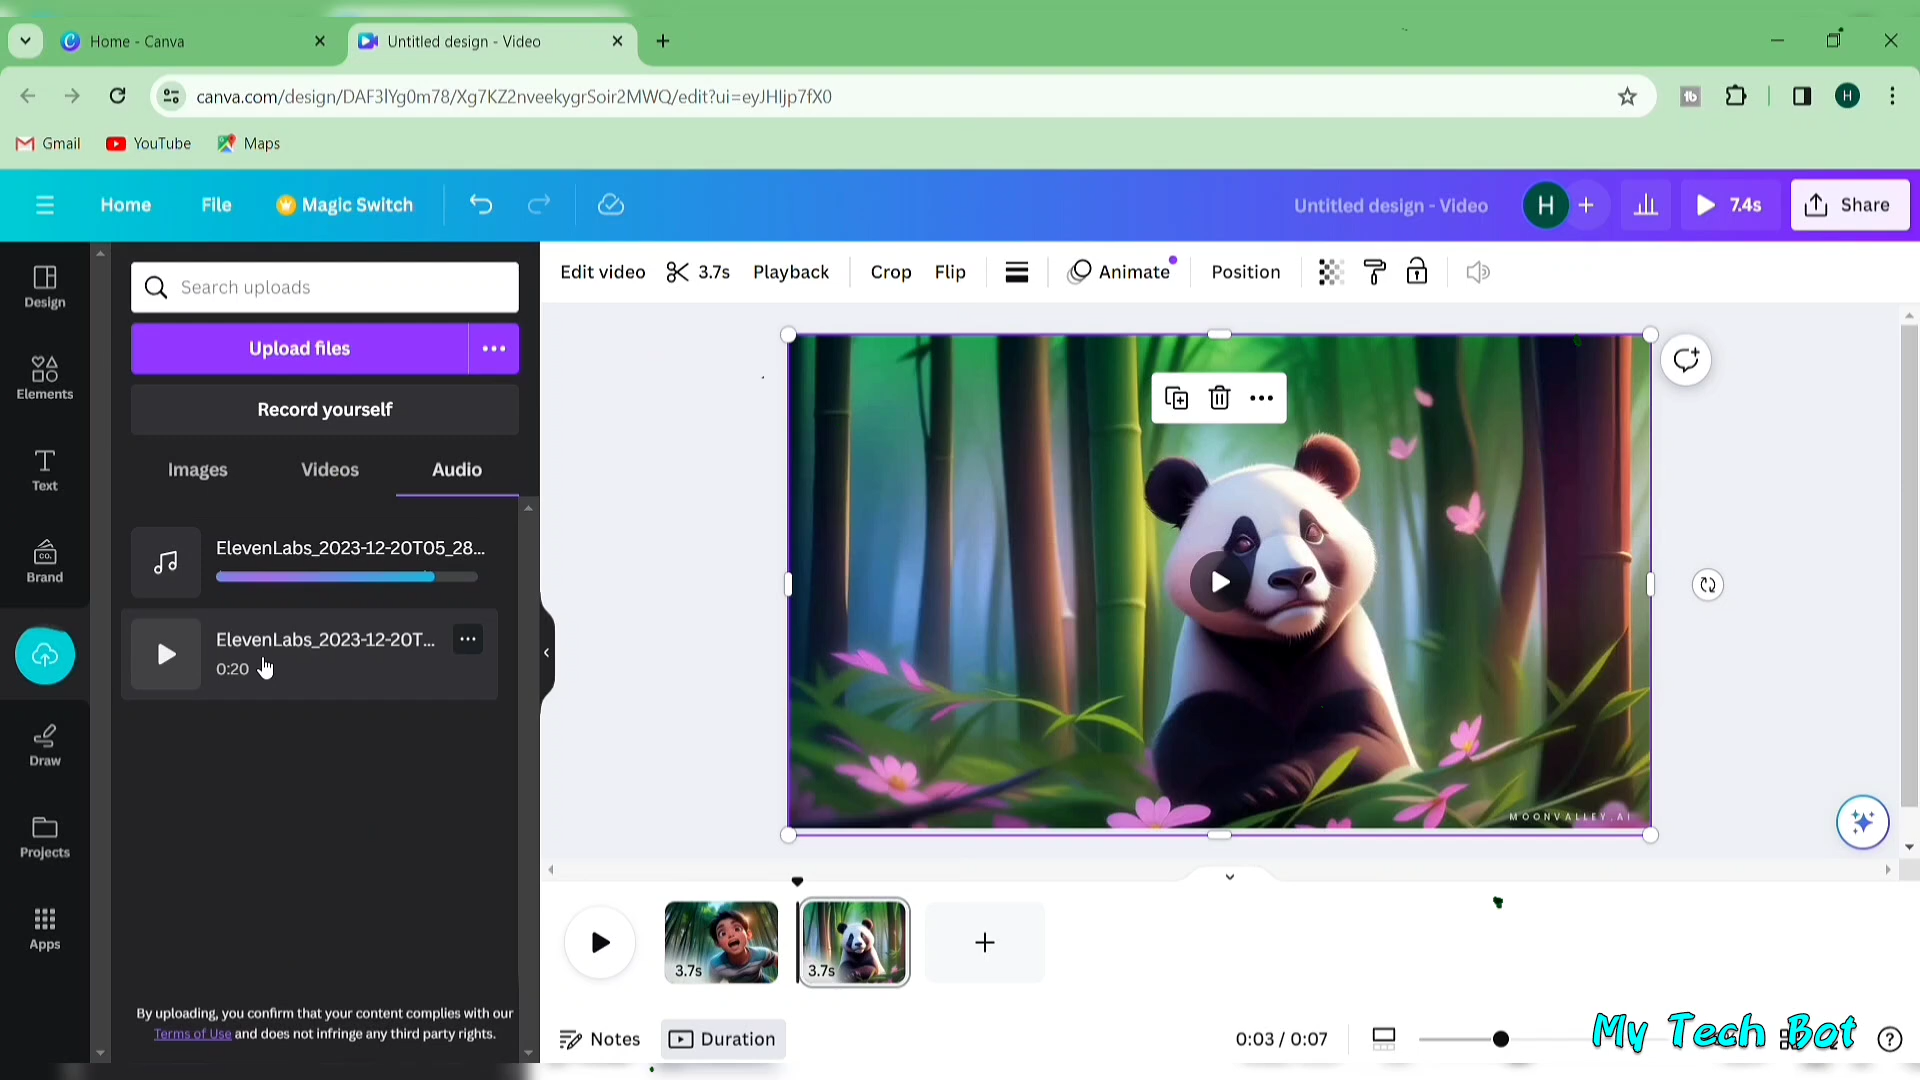 Home - Canva
Untitled design - Video
canva.com/design/DAF3lYg0m78/Xg7KZ2nveekygrSoir2MWQ/edit?ui=eyJHIjp7fX0
H
Gmail
YouTube
Maps
Home
File
Magic Switch
Untitled design - Video
H
7.4s
Share
Design
Elements
Text
Brand
Draw
Projects
Apps
Search uploads
Upload files
Record yourself
Images
Videos
Audio
ElevenLabs_2023-12-20T05_28...
ElevenLabs_2023-12-20T...
0:20
By uploading, you confirm that your content complies with our
Terms of Use and does not infringe any third party rights.
Edit video
3.7s
Playback
Crop
Flip
Animate
Position
MOONVALLEY.AI
3.7s
3.7s
Notes
Duration
0:03 / 0:07
My Tech Bot